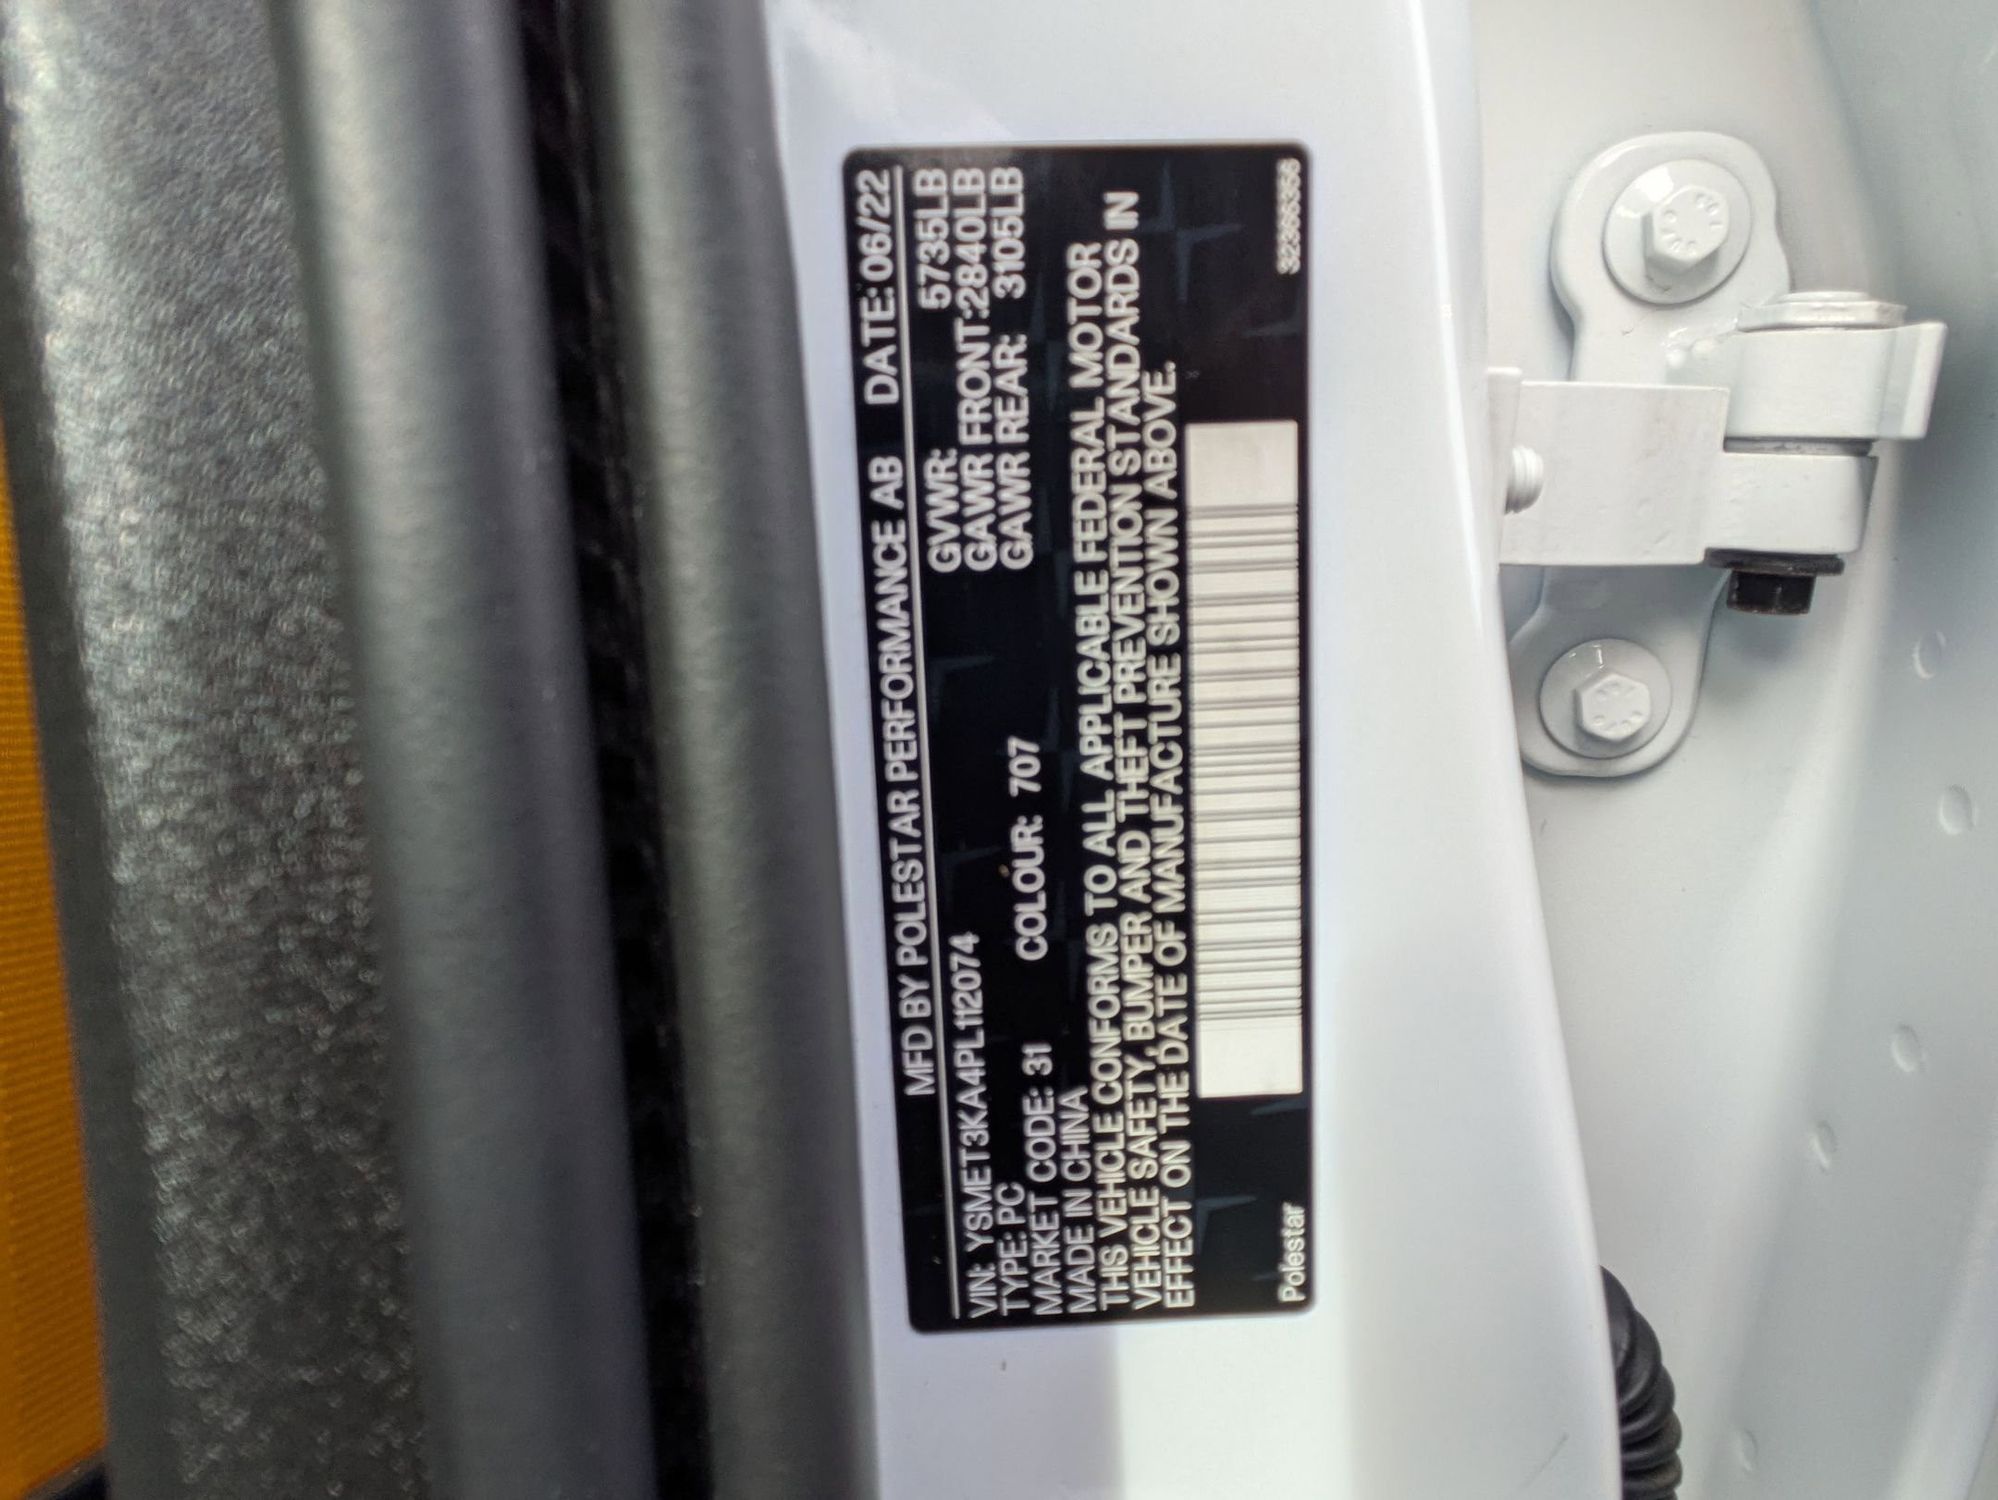 MFD BY POLESTAR PERFORMANCE AB DATE: 06/22
VIN: YSMET3KA4PL112074 GVWR: 5735LB
TYPE: PC GAWR FRONT:2840LB
MARKET CODE: 31 COLOUR: 707 GAWR REAR: 3105LB
MADE IN CHINA
THIS VEHICLE CONFORMS TO ALL APPLICABLE FEDERAL MOTOR
VEHICLE SAFETY, BUMPER AND THEFT PREVENTION STANDARDS IN
EFFECT ON THE DATE OF MANUFACTURE SHOWN ABOVE.
Polestar 32366356